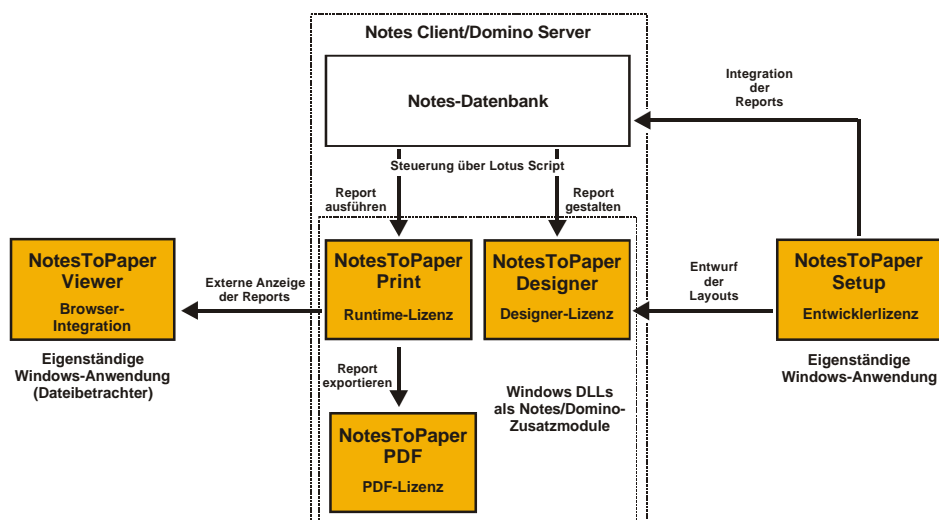 Notes Client/Domino Server
Notes-Datenbank
Integration
der
Reports
Steuerung über Lotus Script
Report
ausführen
Report
gestalten
NotesToPaper
Viewer
Browser-
Integration
Externe Anzeige
der Reports
NotesToPaper
Print
Runtime-Lizenz
NotesToPaper
Designer
Designer-Lizenz
Entwurf
der
Layouts
NotesToPaper
Setup
Entwicklerlizenz
Eigenständige
Windows-Anwendung
(Dateibetrachter)
Report
exportieren
Windows DLLs
als Notes/Domino-
Zusatzmodule
Eigenständige
Windows-Anwendung
NotesToPaper
PDF
PDF-Lizenz